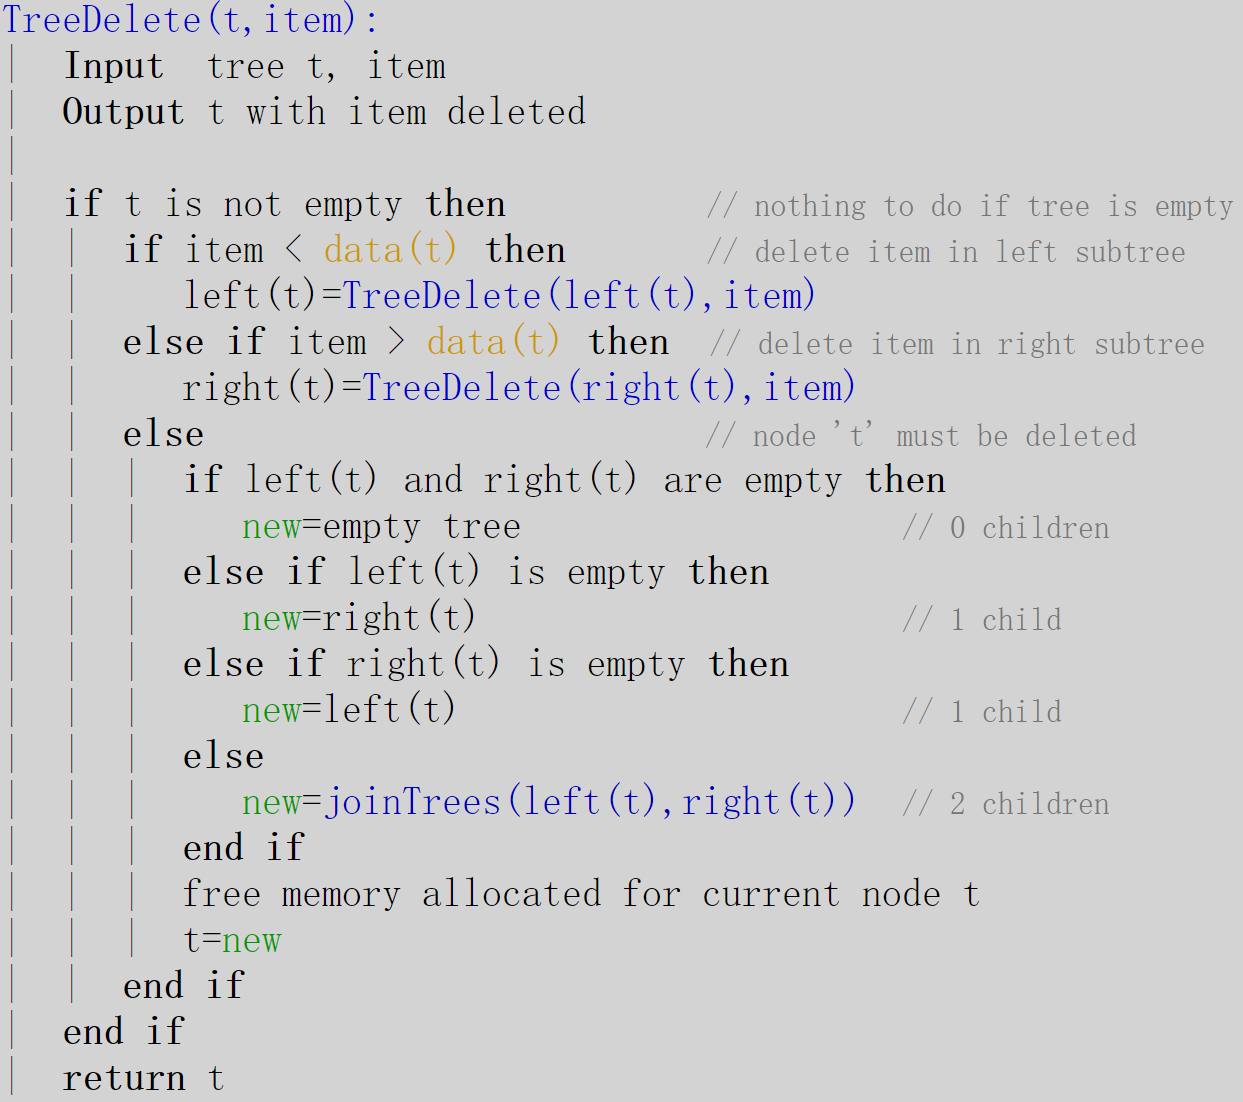 TreeDelete(t,item):
Input tree t, item
Output t with item deleted
if t is not empty then // nothing to do if tree is empty
if item < data(t) then // delete item in left subtree
left(t)=TreeDelete(left(t),item)
else if item > data(t) then // delete item in right subtree
right(t)=TreeDelete(right(t),item)
else // node 't' must be deleted
if left(t) and right(t) are empty then
new=empty tree // 0 children
else if left(t) is empty then
new=right(t) // 1 child
else if right(t) is empty then
new=left(t) // 1 child
else
new=joinTrees(left(t),right(t)) // 2 children
end if
free memory allocated for current node t
t=new
end if
end if
return t